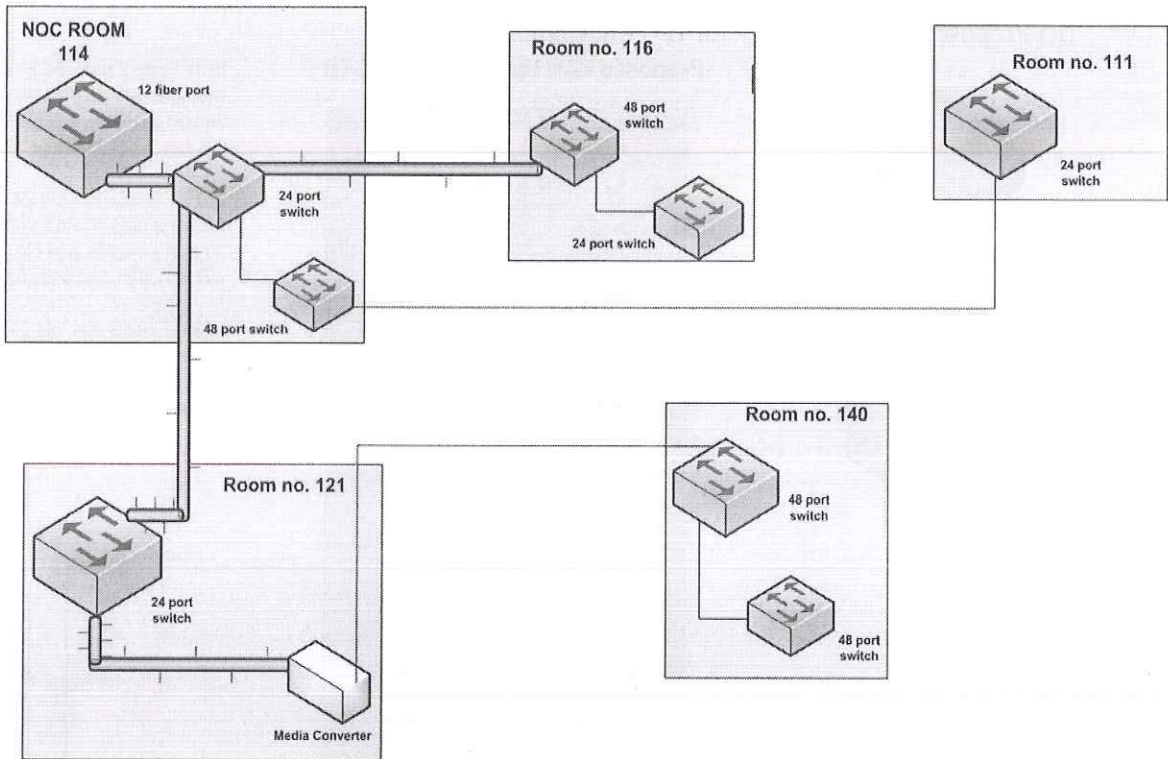 NOC ROOM
114
12 fiber port
24 port
switch
48 port switch
Room no. 116
48 port
switch
24 port switch
Room no. 111
24 port
switch
Room no. 121
24 port
switch
Media Converter
Room no. 140
48 port
switch
48 port
switch